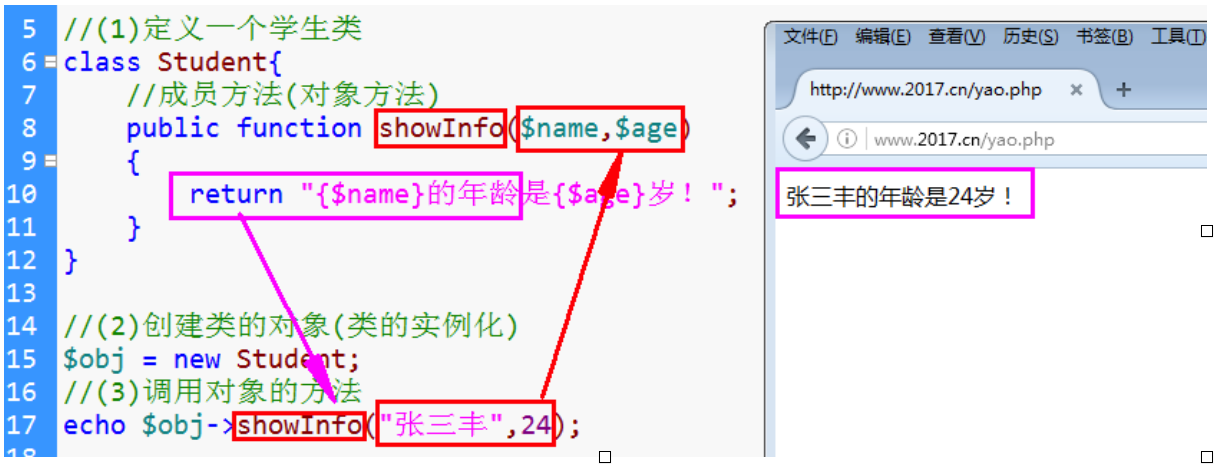 5 //(1)定义一个学生类
6 class Student{
7 //成员方法(对象方法)
8 public function showInfo($name,$age)
9 {
10 return "{$name}的年龄是{$age}岁！";
11 }
12 }
13
14 //(2)创建类的对象(类的实例化)
15 $obj = new Student;
16 //(3)调用对象的方法
17 echo $obj->showInfo("张三丰",24);
18
文件(F) 编辑(E) 查看(V) 历史(S) 书签(B) 工具(T)
http://www.2017.cn/yao.php × +
www.2017.cn/yao.php
张三丰的年龄是24岁！